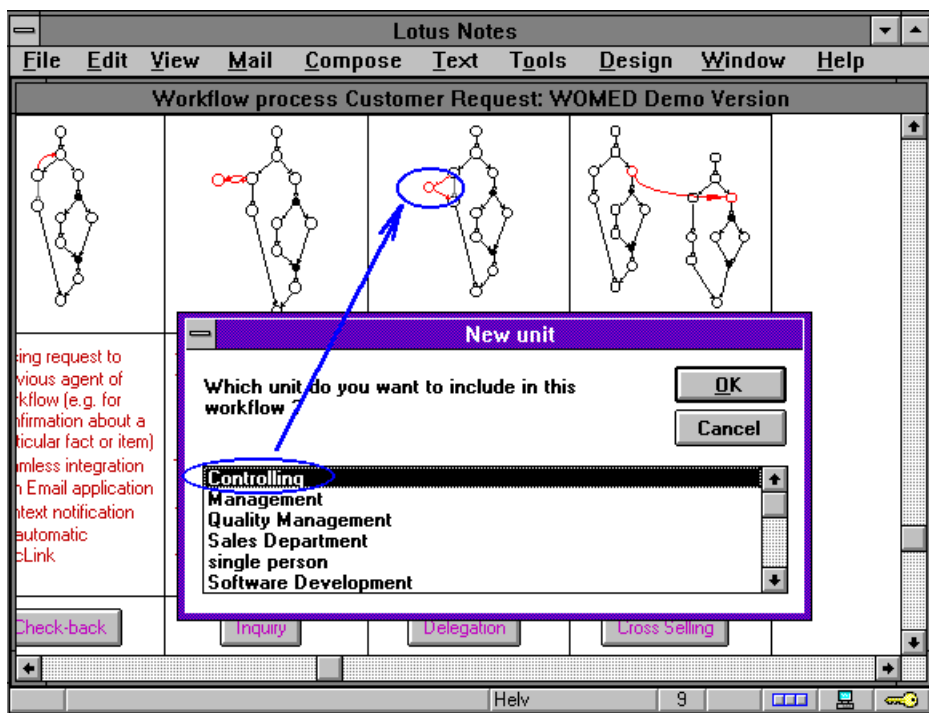 Lotus Notes
File Edit View Mail Compose Text Tools Design Window Help
Workflow process Customer Request: WOMED Demo Version
New unit
Which unit do you want to include in this
workflow ?
OK
Cancel
Controlling
Management
Quality Management
Sales Department
single person
Software Development
ing request to
vious agent of
rkflow (e.g. for
nfirmation about a
ticular fact or item)
amless integration
h Email application
ntext notification
automatic
cLink
Check-back
Inquiry
Delegation
Cross Selling
Helv 9